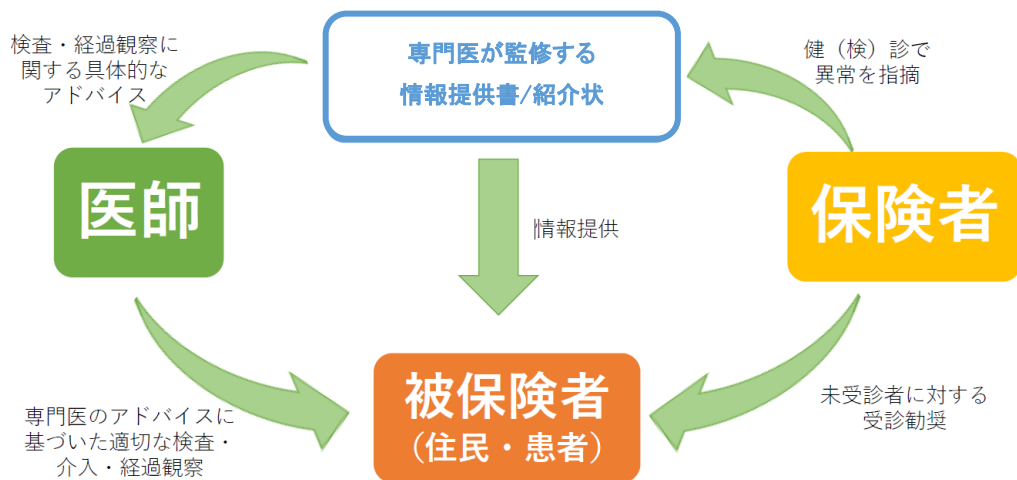 検査・経過観察に
関する具体的な
アドバイス
専門医が監修する
情報提供書/紹介状
健（検）診で
異常を指摘
医師
情報提供
保険者
専門医のアドバイスに
基づいた適切な検査・
介入・経過観察
被保険者
（住民・患者）
未受診者に対する
受診勧奨